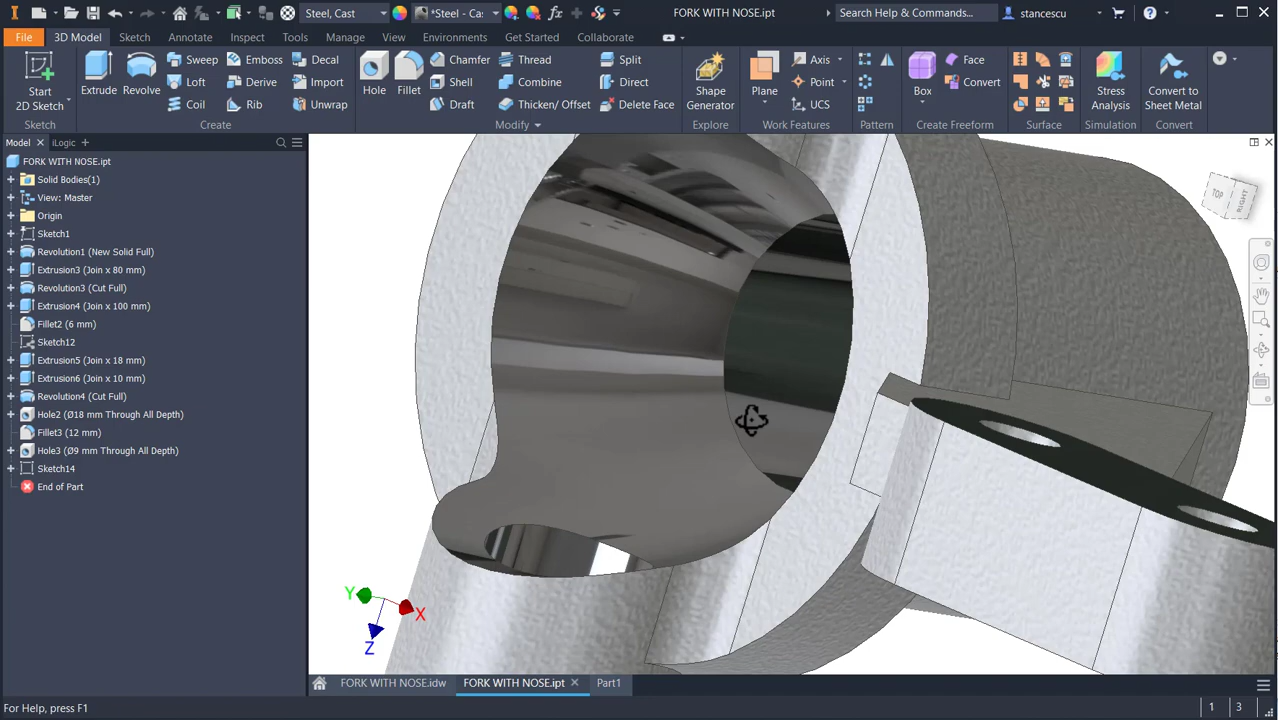 Steel, Cast
*Steel - Cas
FORK WITH NOSE.ipt
Search Help & Commands...
stancescu
File
3D Model
Sketch
Annotate
Inspect
Tools
Manage
View
Environments
Get Started
Collaborate
Start
2D Sketch
Extrude
Revolve
Sweep
Loft
Coil
Emboss
Derive
Rib
Decal
Import
Unwrap
Hole
Fillet
Chamfer
Shell
Draft
Thread
Combine
Thicken/ Offset
Split
Direct
Delete Face
Shape
Generator
Plane
Axis
Point
UCS
Box
Face
Convert
Stress
Analysis
Convert to
Sheet Metal
Sketch
Create
Modify
Explore
Work Features
Pattern
Create Freeform
Surface
Simulation
Convert
Model
iLogic
FORK WITH NOSE.ipt
Solid Bodies(1)
View: Master
Origin
Sketch1
Revolution1 (New Solid Full)
Extrusion3 (Join x 80 mm)
Revolution3 (Cut Full)
Extrusion4 (Join x 100 mm)
Fillet2 (6 mm)
Sketch12
Extrusion5 (Join x 18 mm)
Extrusion6 (Join x 10 mm)
Revolution4 (Cut Full)
Hole2 (Ø18 mm Through All Depth)
Fillet3 (12 mm)
Hole3 (Ø9 mm Through All Depth)
Sketch14
End of Part
TOP
RIGHT
Y
X
Z
FORK WITH NOSE.idw
FORK WITH NOSE.ipt
Part1
For Help, press F1
1
3